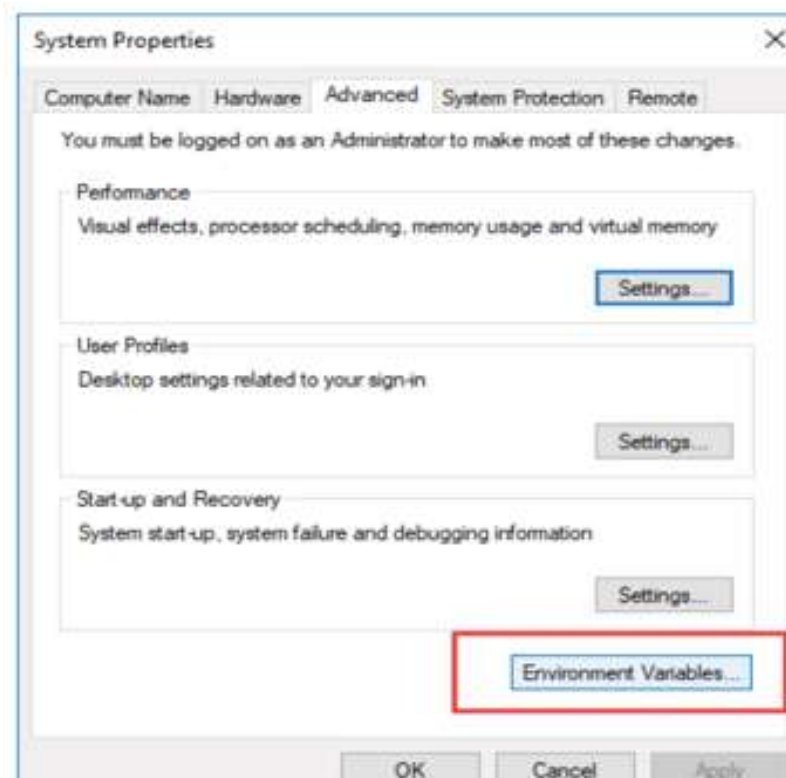 System Properties
Computer Name Hardware Advanced System Protection Remote
You must be logged on as an Administrator to make most of these changes.
Performance
Visual effects, processor scheduling, memory usage and virtual memory
Settings...
User Profiles
Desktop settings related to your sign-in
Settings...
Start-up and Recovery
System start-up, system failure and debugging information
Settings...
Environment Variables...
OK Cancel Apply